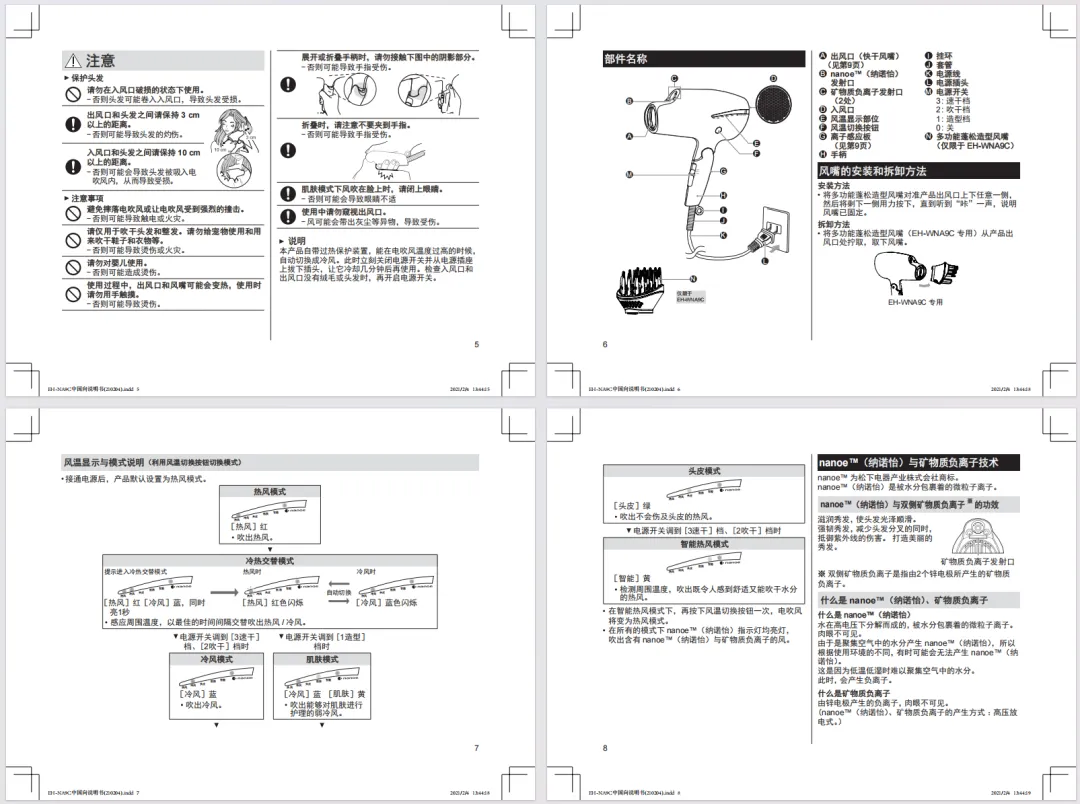 注意
▶保护头发
请勿在入风口破损的状态下使用。
– 否则头发可能卷入入风口，导致头发受损。
出风口和头发之间请保持 3 cm
以上的距离。
– 否则可能导致头发的灼伤。
入风口和头发之间请保持 10 cm
以上的距离。
– 否则可能会导致头发被吸入电
吹风内，从而导致受损。
10 cm
▶注意事项
避免摔落电吹风或让电吹风受到强烈的撞击。
– 否则可能导致触电或火灾。
请仅用于吹干头发和整发。请勿给宠物使用和用
来吹干鞋子和衣物等。
– 否则可能导致烫伤或火灾。
请勿对婴儿使用。
– 否则可能造成烫伤。
使用过程中，出风口和风嘴可能会变热，使用时
请勿用手触摸。
– 否则可能导致烫伤。
展开或折叠手柄时，请勿接触下图中的阴影部分。
– 否则可能导致手指受伤。
折叠时，请注意不要夹到手指。
– 否则可能导致手指受伤。
肌肤模式下风吹在脸上时，请闭上眼睛。
– 否则可能会导致眼睛不适
使用中请勿窥视出风口。
– 风可能会带出灰尘等异物，导致受伤。
▶ 说明
本产品自带过热保护装置，能在电吹风温度过高的时候，
自动切换成冷风。此时立刻关闭电源开关并从电源插座
上拔下插头，让它冷却几分钟后再使用。检查入风口和
出风口没有绒毛或头发时，再开启电源开关。
5
EH-NA9C中国向说明书(210204).indd 5
2021/2/4 13:44:55
部件名称
C
D
B
A
E
F
M
G
H
I
J
K
L
N
仅限于
EH-WNA9C
A 出风口（快干风嘴）
（见第9页）
B nanoe™（纳诺怡）
发射口
C 矿物质负离子发射口
（2处）
D 入风口
E 风温显示部位
F 风温切换按钮
G 离子感应板
（见第9页）
H 手柄
I 挂环
J 套管
K 电源线
L 电源插头
M 电源开关
3: 速干档
2: 吹干档
1: 造型档
0: 关
N 多功能蓬松造型风嘴
（仅限于 EH-WNA9C）
风嘴的安装和拆卸方法
安装方法
• 将多功能蓬松造型风嘴对准产品出风口上下任意一侧，
然后将剩下一侧用力按下，直到听到“咔”一声，说明
风嘴已固定。
拆卸方法
• 将多功能蓬松造型风嘴（EH-WNA9C 专用）从产品出
风口处拧取，取下风嘴。
EH-WNA9C 专用
6
EH-NA9C中国向说明书(210204).indd 6
2021/2/4 13:44:58
风温显示与模式说明（利用风温切换按钮切换模式）
• 接通电源后，产品默认设置为热风模式。
热风模式
［热风］红
• 吹出热风。
▼
冷热交替模式
提示进入冷热交替模式
热风时
冷风时
自动切换
［热风］红［冷风］蓝，同时
亮1秒
［热风］红色闪烁
［冷风］蓝色闪烁
• 感应周围温度，以最佳的时间间隔交替吹出热风 / 冷风。
▼电源开关调到［3速干］
档、［2吹干］档时
▼电源开关调到［1造型］
档时
冷风模式
［冷风］蓝
• 吹出冷风。
▼
肌肤模式
［冷风］蓝 ［肌肤］黄
• 吹出能够对肌肤进行
护理的弱冷风。
▼
7
EH-NA9C中国向说明书(210204).indd 7
2021/2/4 13:44:58
头皮模式
［头皮］绿
• 吹出不会伤及头皮的热风。
▼电源开关调到［3速干］档、［2吹干］档时
智能热风模式
［智能］黄
• 检测周围温度，吹出既令人感到舒适又能吹干水分
的热风。
• 在智能热风模式下，再按下风温切换按钮一次，电吹风
将变为热风模式。
• 在所有的模式下 nanoe™（纳诺怡）指示灯均亮灯，
吹出含有 nanoe™（纳诺怡）与矿物质负离子的风。
nanoe™（纳诺怡）与矿物质负离子技术
nanoe™ 为松下电器产业株式会社商标。
nanoe™（纳诺怡）是被水分包裹着的微粒子离子。
nanoe™（纳诺怡）与双侧矿物质负离子※的功效
滋润秀发，使头发光泽顺滑。
强韧秀发，减少头发分叉的同时，
抵御紫外线的伤害。打造美丽的
秀发。
矿物质负离子发射口
※ 双侧矿物质负离子是指由2个锌电极所产生的矿物质
负离子。
什么是 nanoe™（纳诺怡）、矿物质负离子
什么是 nanoe™（纳诺怡）
水在高电压下分解而成的，被水分包裹着的微粒子离子。
肉眼不可见。
由于是聚集空气中的水分产生 nanoe™（纳诺怡），所以
根据使用环境的不同，有时可能会无法产生 nanoe™（纳
诺怡）。
这是因为低温低湿时难以聚集空气中的水分。
此时，会产生负离子。
什么是矿物质负离子
由锌电极产生的负离子，肉眼不可见。
（nanoe™（纳诺怡）、矿物质负离子的产生方式：高压放
电式。）
8
EH-NA9C中国向说明书(210204).indd 8
2021/2/4 13:44:59